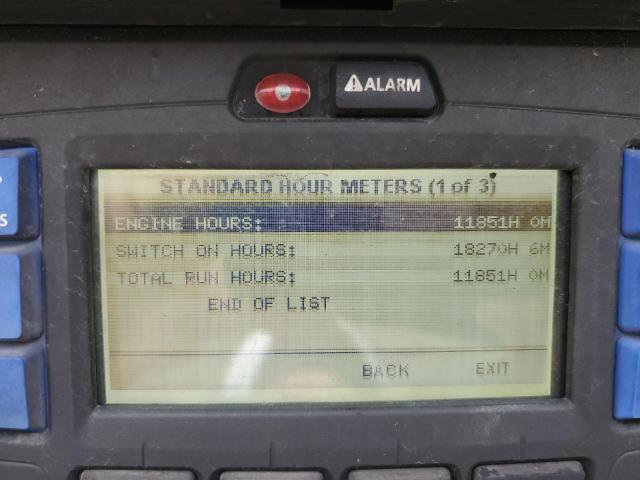 ALARM
S
STANDARD HOUR METERS (1 of 3)
ENGINE HOURS: 11851H 0M
SWITCH ON HOURS: 18270H 6M
TOTAL RUN HOURS: 11851H 0M
END OF LIST
BACK EXIT